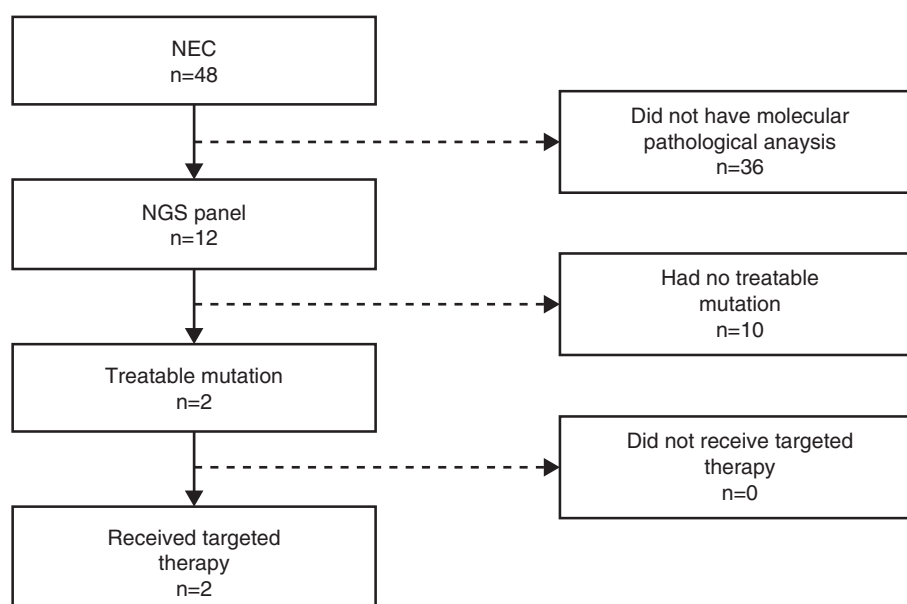 NEC
n=48
Did not have molecular
pathological anaysis
n=36
NGS panel
n=12
Had no treatable
mutation
n=10
Treatable mutation
n=2
Did not receive targeted
therapy
n=0
Received targeted
therapy
n=2